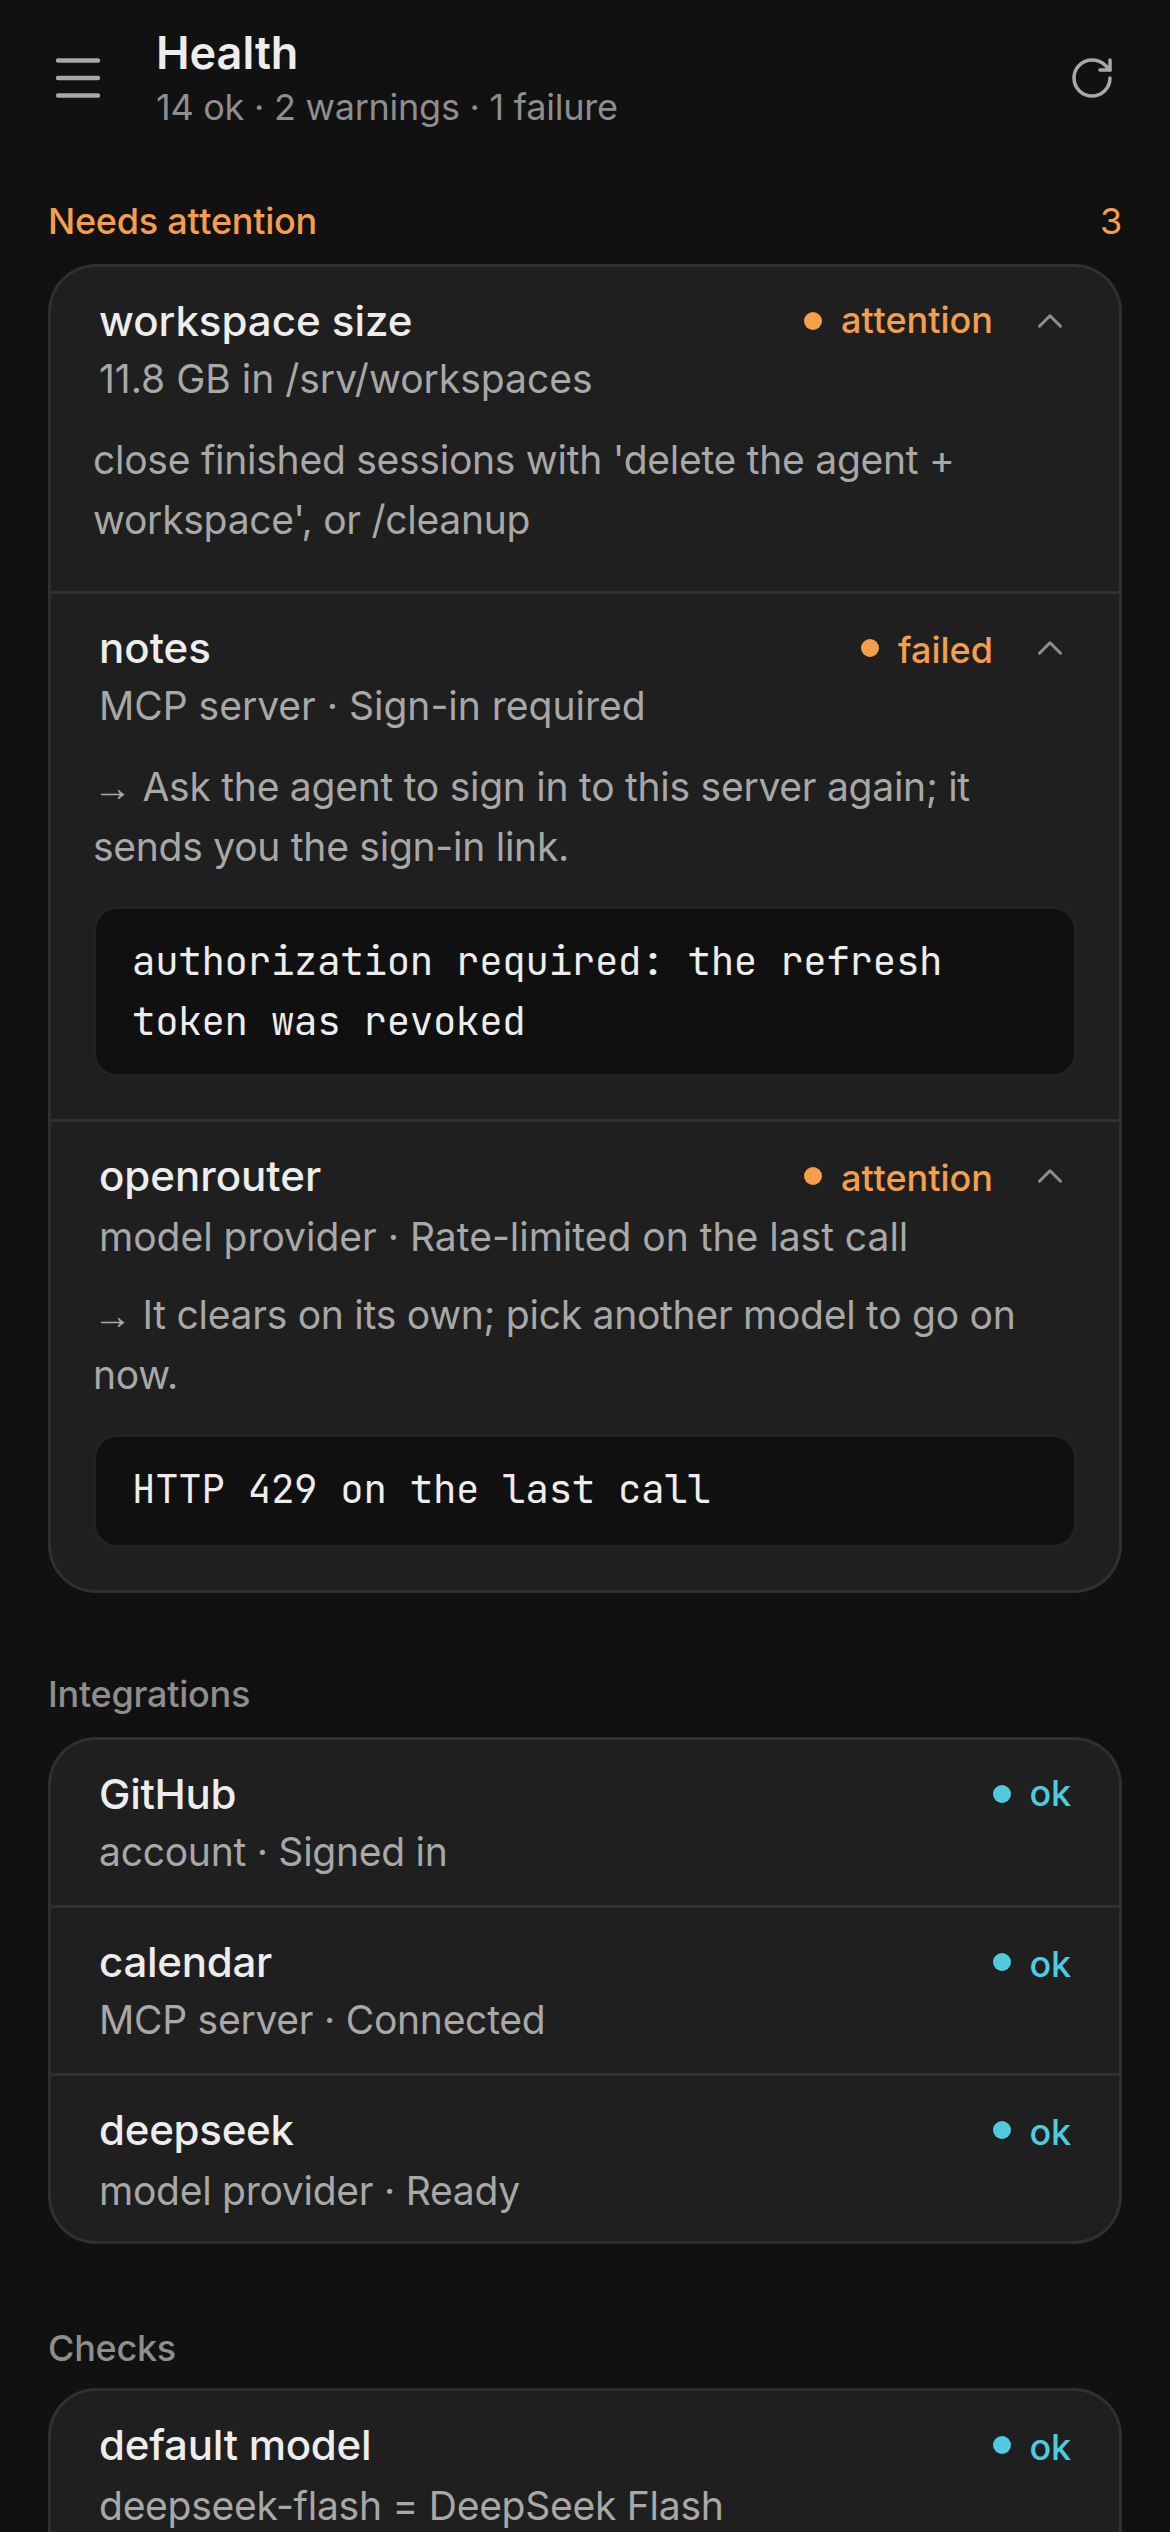 Health
14 ok · 2 warnings · 1 failure
Needs attention
3
workspace size
attention
11.8 GB in /srv/workspaces
close finished sessions with 'delete the agent +
workspace', or /cleanup
notes
failed
MCP server · Sign-in required
→ Ask the agent to sign in to this server again; it
sends you the sign-in link.
authorization required: the refresh
token was revoked
openrouter
attention
model provider · Rate-limited on the last call
→ It clears on its own; pick another model to go on
now.
HTTP 429 on the last call
Integrations
GitHub
ok
account · Signed in
calendar
ok
MCP server · Connected
deepseek
ok
model provider · Ready
Checks
default model
ok
deepseek-flash = DeepSeek Flash